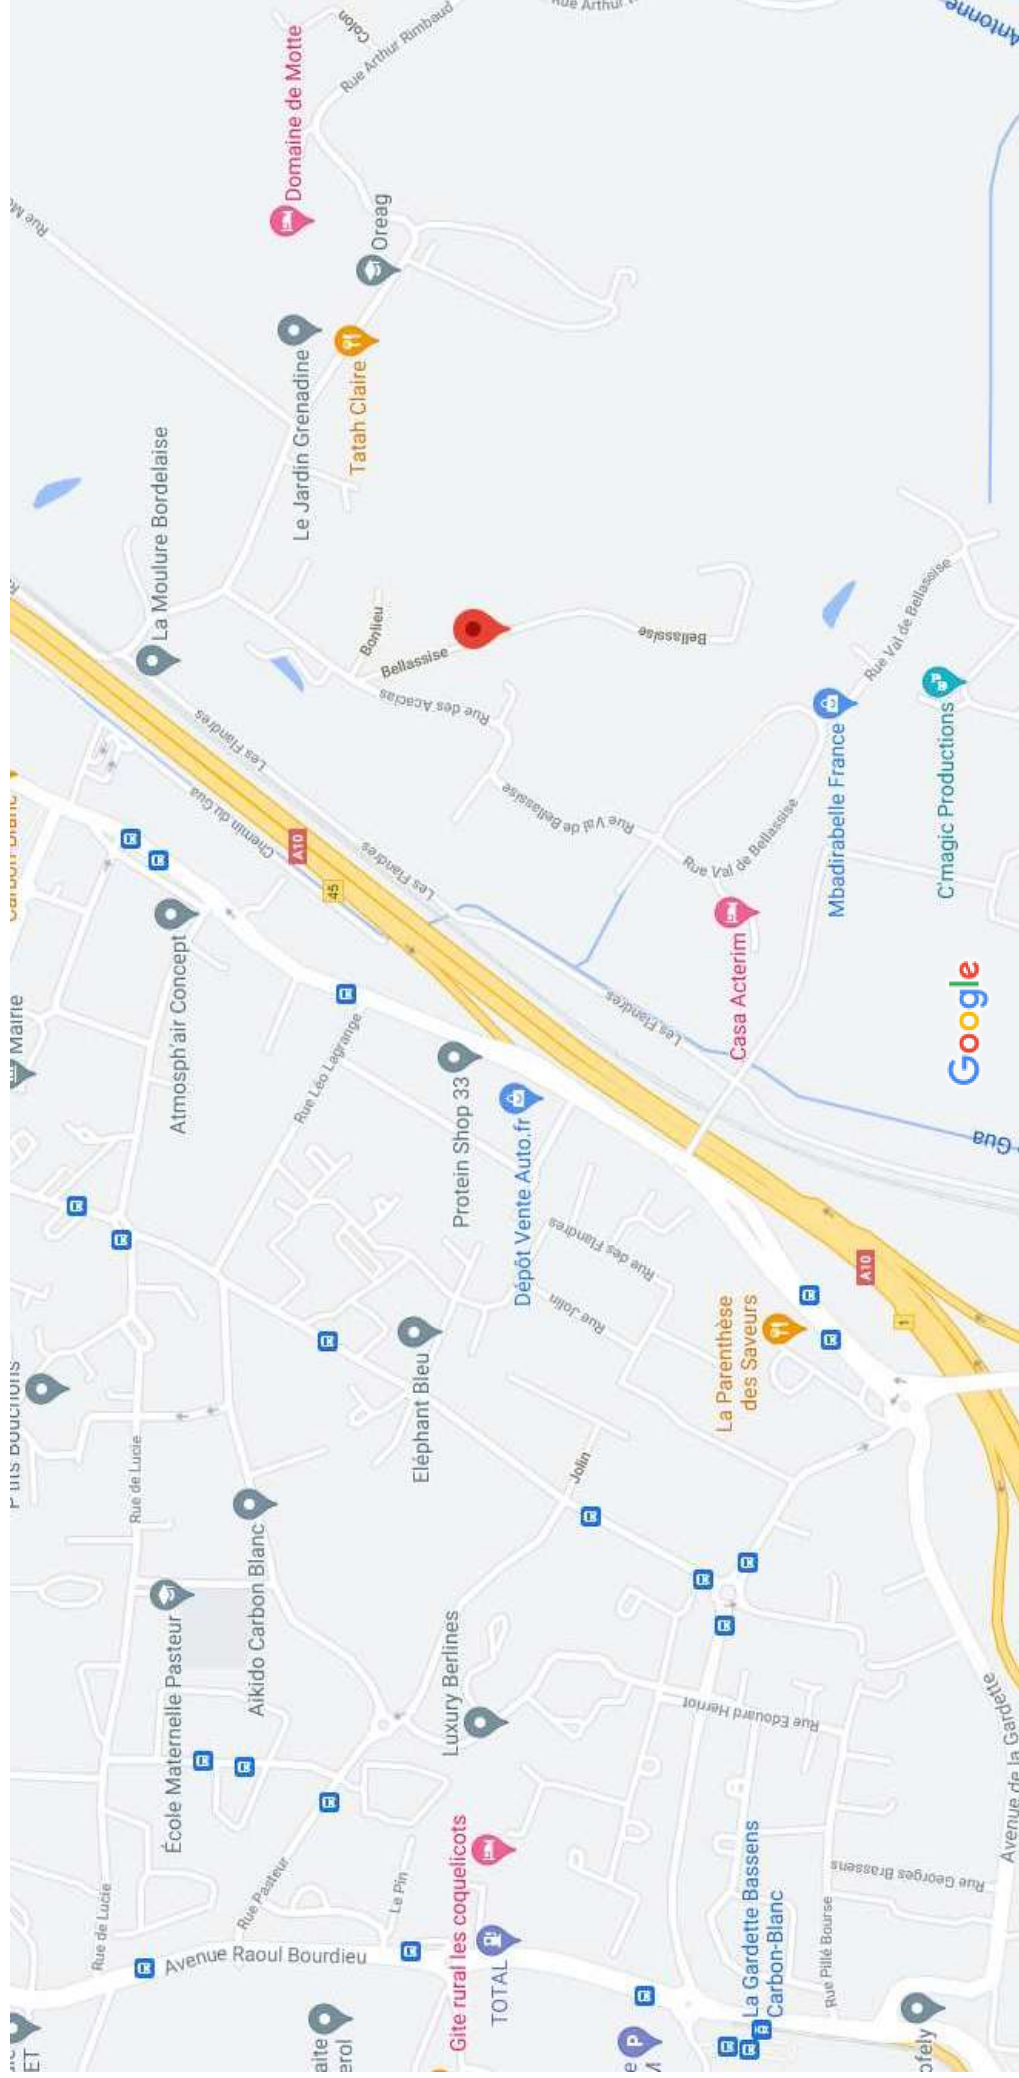 Rue de Lucie
École Maternelle Pasteur
Aikido Carbon Blanc
Rue de Lucie
Mairie
Atmosph'air Concept
La Moulure Bordelaise
Domaine de Motte
Colon
Rue Arthur Rimbaud
Antonne
Avenue Raoul Bourdieu
Rue Pasteur
Le Pin
Luxury Berlines
Eléphant Bleu
Rue Léo Lagrange
Chemin du Gua
Les Flandres
A10
45
Les Flandres
Le Jardin Grenadine
Tatah Claire
Oreag
Bonlieu
Bellassise
Rue des Acacias
Gite rural les coquelicots
TOTAL
Protein Shop 33
Dépôt Vente Auto.fr
Rue Val de Bellassise
Jolin
Rue Jolin
Rue des Flandres
Les Flandres
Bellassise
La Gardette Bassens
Carbon-Blanc
Rue Edouard Herriot
La Parenthèse
des Saveurs
Casa Acterim
Rue Val de Bellassise
Mbadirabelle France
Rue Val de Bellassise
Rue Pillé Bourse
Rue Georges Brassens
A10
1
C'magic Productions
Avenue de la Gardette
Gua
Google